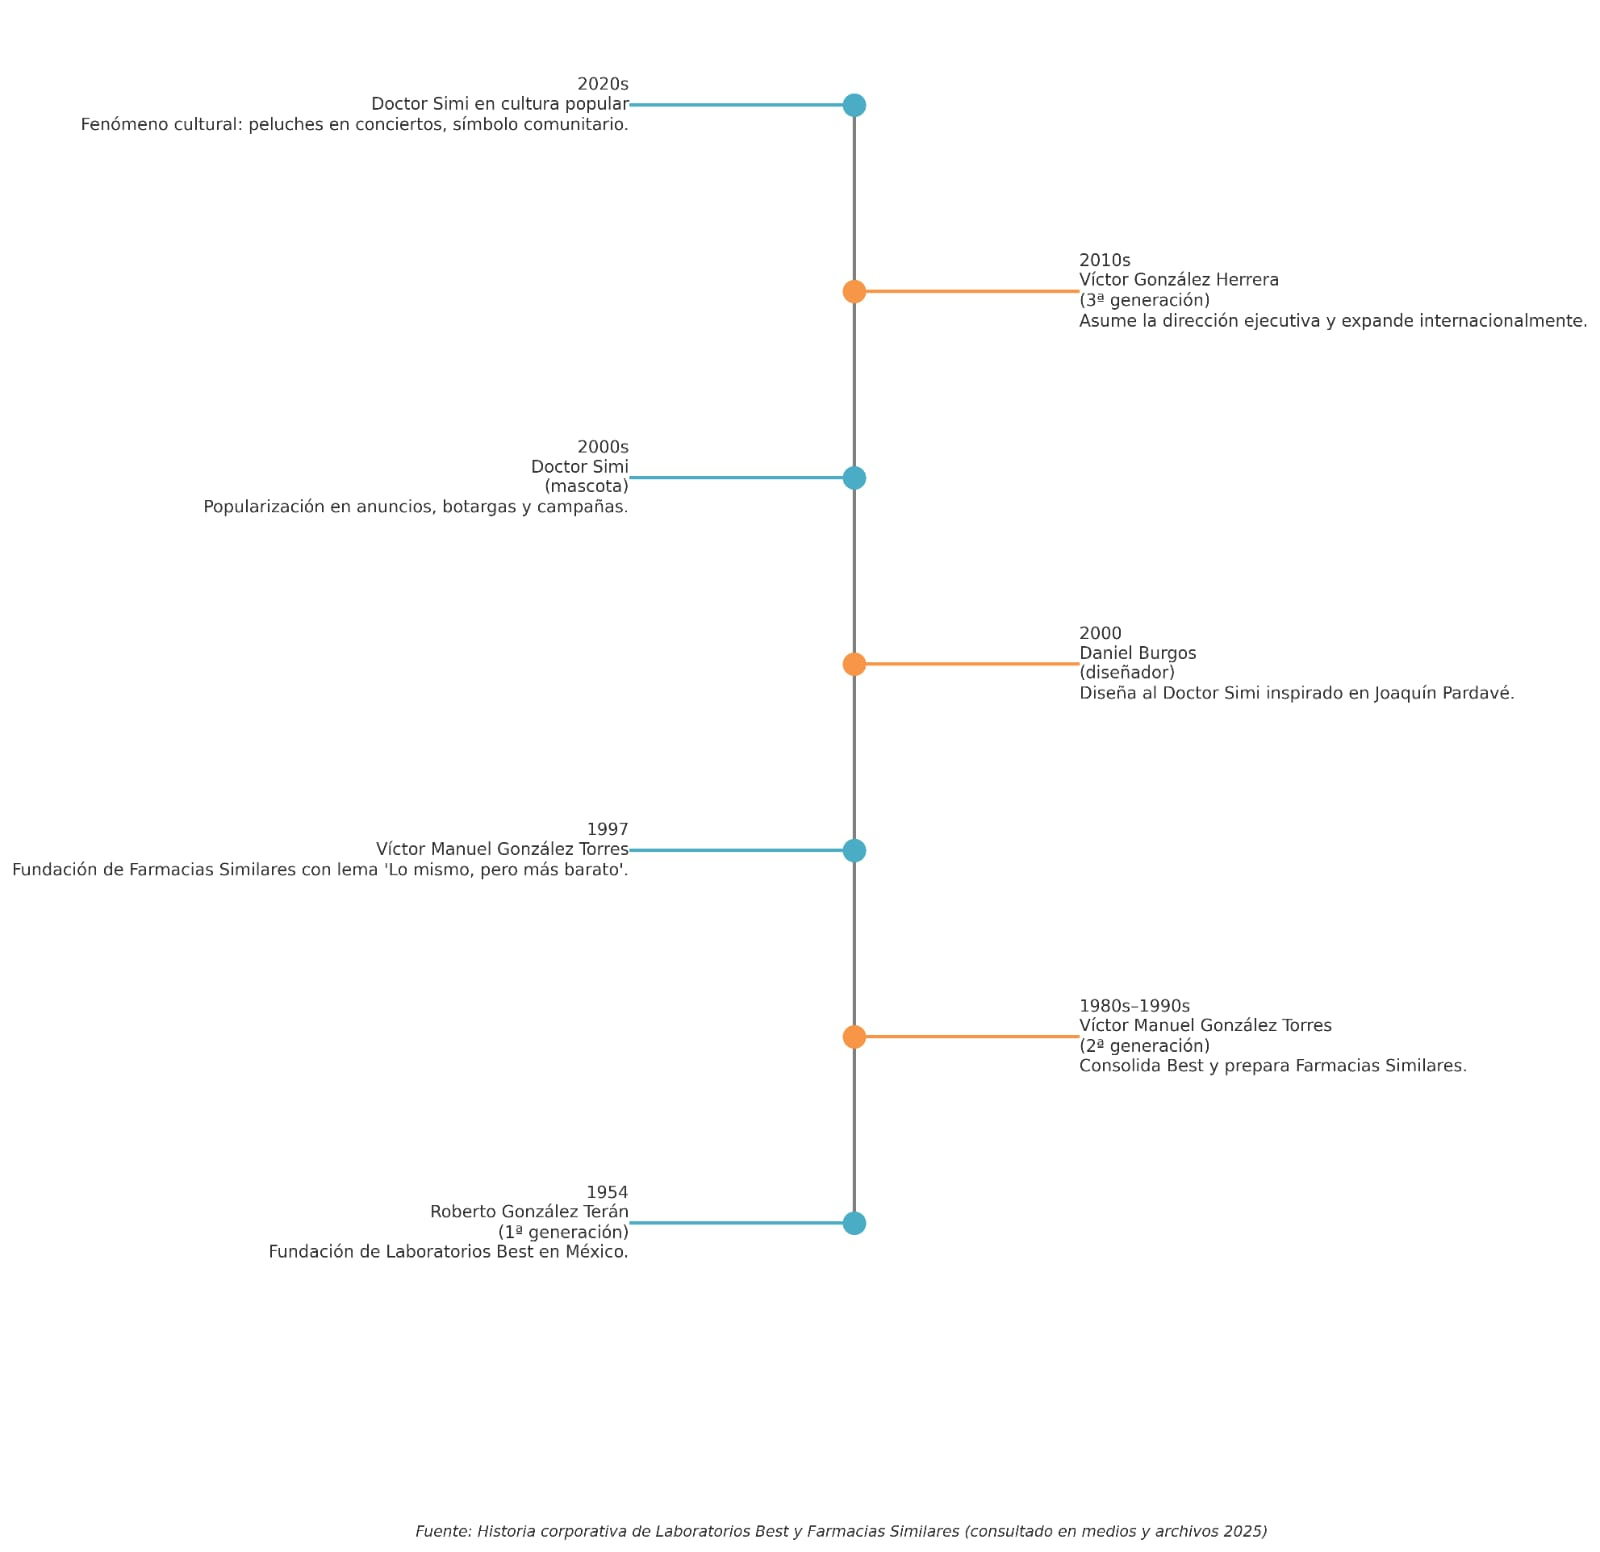 2020s
Doctor Simi en cultura popular
Fenómeno cultural: peluches en conciertos, símbolo comunitario.
2010s
Víctor González Herrera
(3ª generación)
Asume la dirección ejecutiva y expande internacionalmente.
2000s
Doctor Simi
(mascota)
Popularización en anuncios, botargas y campañas.
2000
Daniel Burgos
(diseñador)
Diseña al Doctor Simi inspirado en Joaquín Pardavé.
1997
Víctor Manuel González Torres
Fundación de Farmacias Similares con lema 'Lo mismo, pero más barato'.
1980s–1990s
Víctor Manuel González Torres
(2ª generación)
Consolida Best y prepara Farmacias Similares.
1954
Roberto González Terán
(1ª generación)
Fundación de Laboratorios Best en México.
Fuente: Historia corporativa de Laboratorios Best y Farmacias Similares (consultado en medios y archivos 2025)